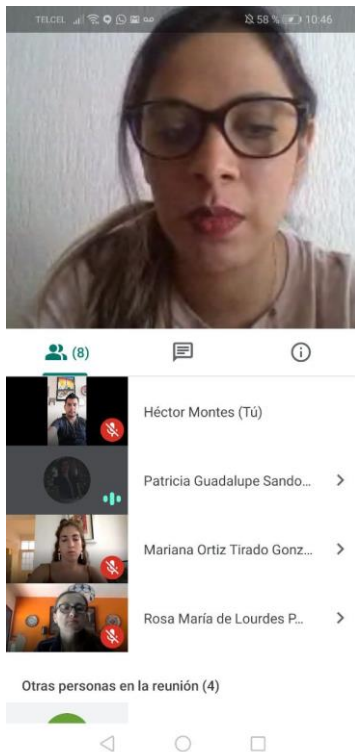 TELCEL 58 % 10:46
(8)
Héctor Montes (Tú)
Patricia Guadalupe Sando...
Mariana Ortiz Tirado Gonz...
Rosa María de Lourdes P...
Otras personas en la reunión (4)